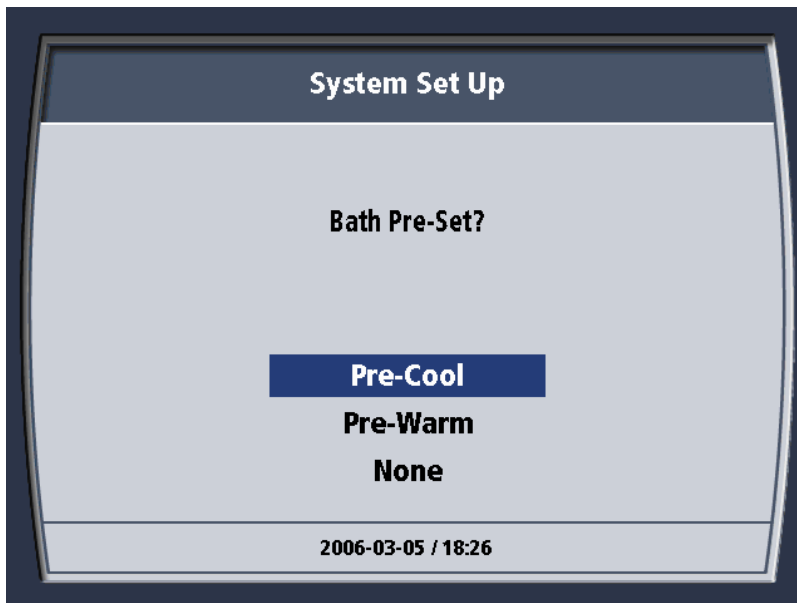 System Set Up
Bath Pre-Set?
Pre-Cool
Pre-Warm
None
2006-03-05 / 18:26